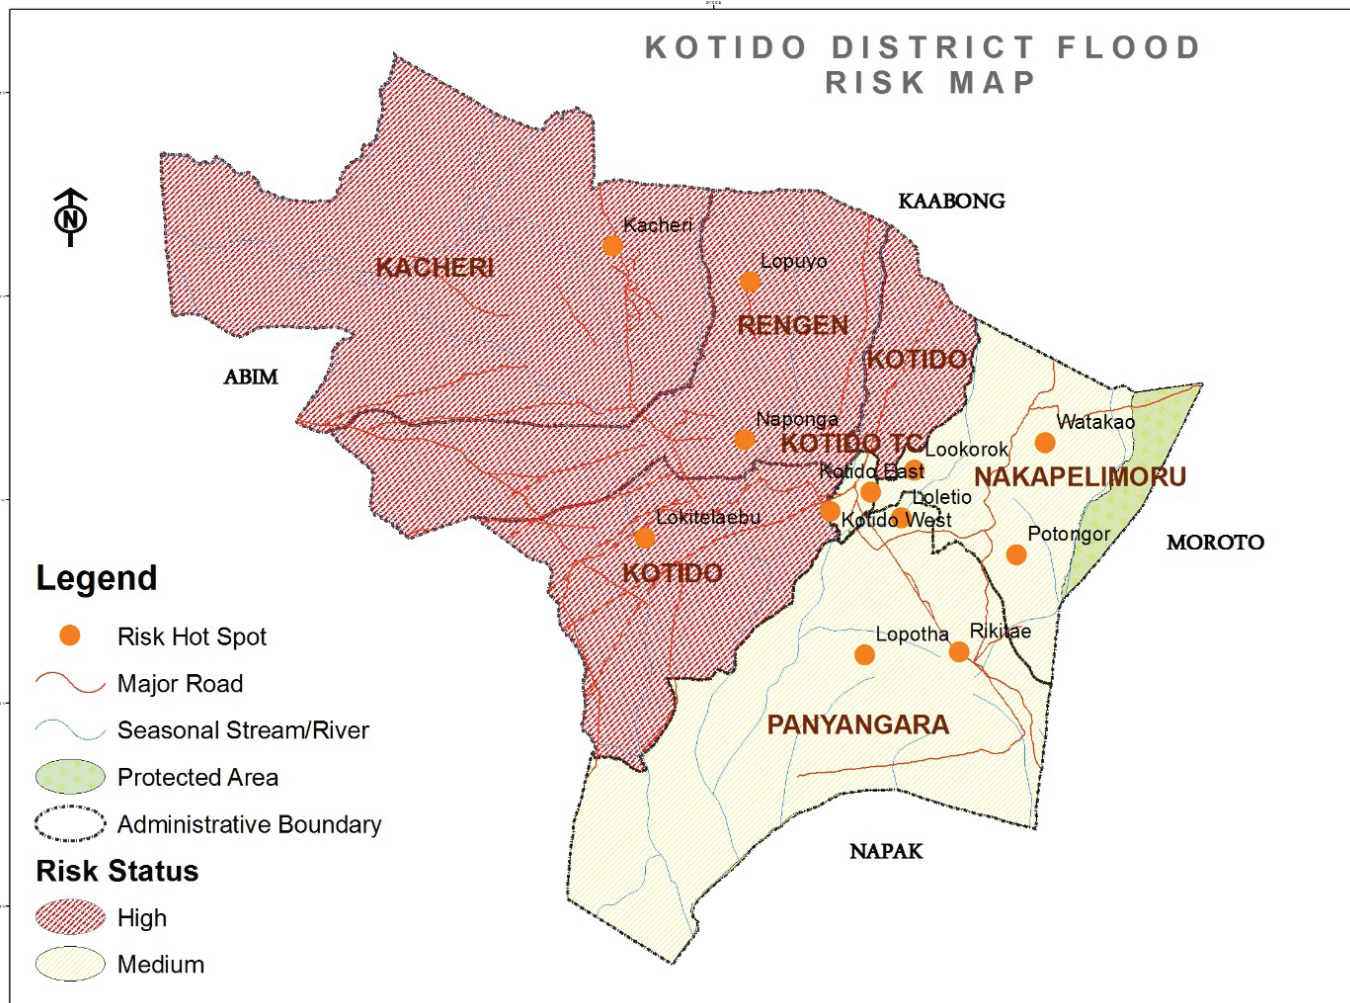 KOTIDO DISTRICT FLOOD
RISK MAP
KAABONG
Kacheri
KACHERI
Lopuyo
RENGEN
KOTIDO
ABIM
Naponga
Watakao
KOTIDO TC
Lookorok
Kotido East
NAKAPELIMORU
Loletio
Lokitelaebu
Kotido West
Potongor
MOROTO
KOTIDO
Lopotha
Rikitae
PANYANGARA
NAPAK
Legend
Risk Hot Spot
Major Road
Seasonal Stream/River
Protected Area
Administrative Boundary
Risk Status
High
Medium
N